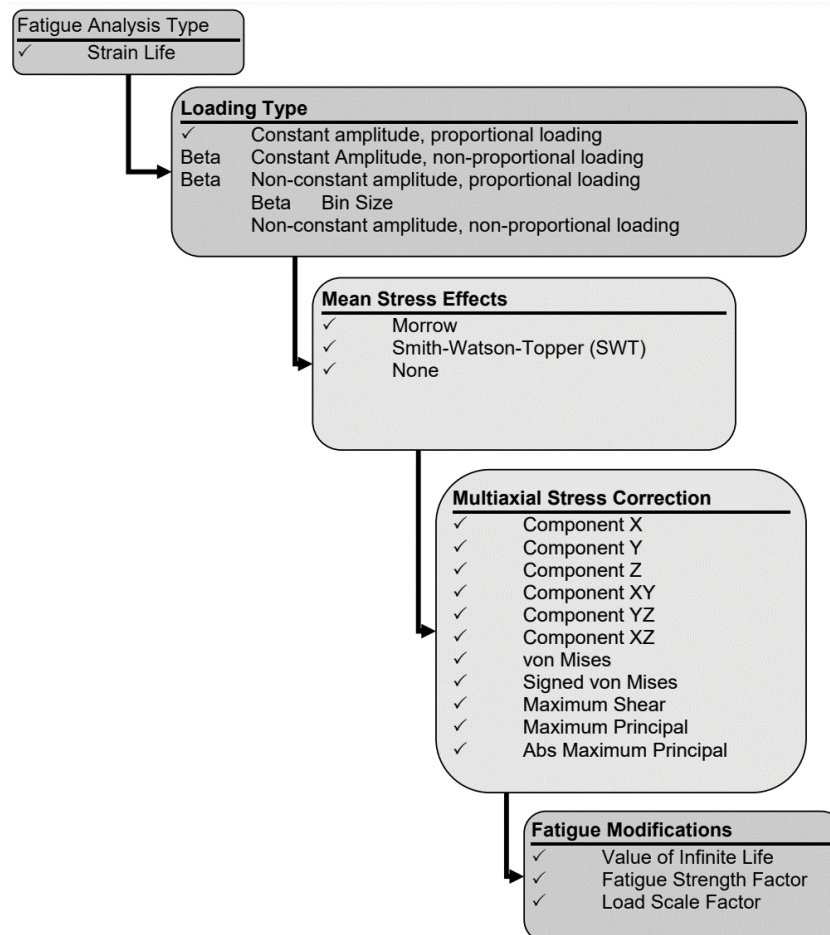 Fatigue Analysis Type
✓ Strain Life
Loading Type
✓ Constant amplitude, proportional loading
Beta Constant Amplitude, non-proportional loading
Beta Non-constant amplitude, proportional loading
Beta Bin Size
Non-constant amplitude, non-proportional loading
Mean Stress Effects
✓ Morrow
✓ Smith-Watson-Topper (SWT)
✓ None
Multiaxial Stress Correction
✓ Component X
✓ Component Y
✓ Component Z
✓ Component XY
✓ Component YZ
✓ Component XZ
✓ von Mises
✓ Signed von Mises
✓ Maximum Shear
✓ Maximum Principal
✓ Abs Maximum Principal
Fatigue Modifications
✓ Value of Infinite Life
✓ Fatigue Strength Factor
✓ Load Scale Factor